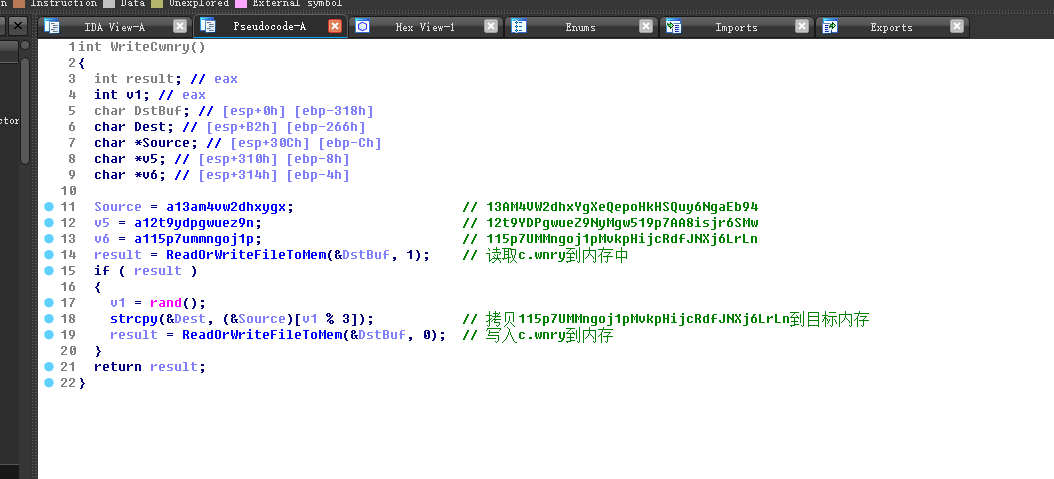 Instruction Data Unexplored External symbol
IDA View-A Pseudocode-A Hex View-1 Enums Imports Exports
1 int WriteCwnry()
2 {
3 int result; // eax
4 int v1; // eax
5 char DstBuf; // [esp+0h] [ebp-318h]
6 char Dest; // [esp+B2h] [ebp-266h]
7 char *Source; // [esp+30Ch] [ebp-Ch]
8 char *v5; // [esp+310h] [ebp-8h]
9 char *v6; // [esp+314h] [ebp-4h]
10
11 Source = a13am4vw2dhxygx; // 13AM4VW2dhxYgXeQepoHkHSQuy6NgaEb94
12 v5 = a12t9ydpgwuez9n; // 12t9YDPgwueZ9NyMgw519p7AA8isjr6SMw
13 v6 = a115p7ummngoj1p; // 115p7UMMngoj1pMvkpHijcRdfJNXj6LrLn
14 result = ReadOrWriteFileToMem(&DstBuf, 1); // 读取c.wnry到内存中
15 if ( result )
16 {
17 v1 = rand();
18 strcpy(&Dest, (&Source)[v1 % 3]); // 拷贝115p7UMMngoj1pMvkpHijcRdfJNXj6LrLn到目标内存
19 result = ReadOrWriteFileToMem(&DstBuf, 0); // 写入c.wnry到内存
20 }
21 return result;
22 }